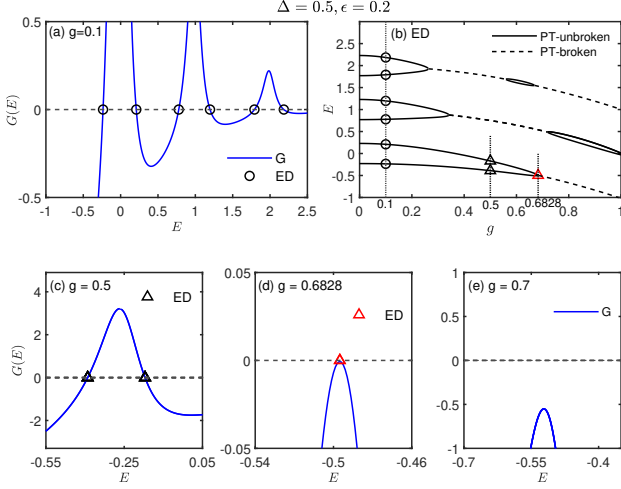 Δ = 0.5, ϵ = 0.2
(a) g=0.1
0.5
0
-0.5
G(E)
-1 -0.5 0 0.5 1 1.5 2 2.5
E
G
ED
(b) ED
PT-unbroken
PT-broken
2.5
2
1.5
1
0.5
0
-0.5
-1
E
0 0.2 0.4 0.6 0.8 1
0.1 0.5 0.6828
g
(c) g = 0.5
ED
4
2
0
-2
G(E)
-0.55 -0.25 0.05
E
(d) g = 0.6828
ED
0.05
0
-0.05
-0.54 -0.5 -0.46
E
(e) g = 0.7
G
1
0.5
0
-0.5
-1
-0.7 -0.55 -0.4
E